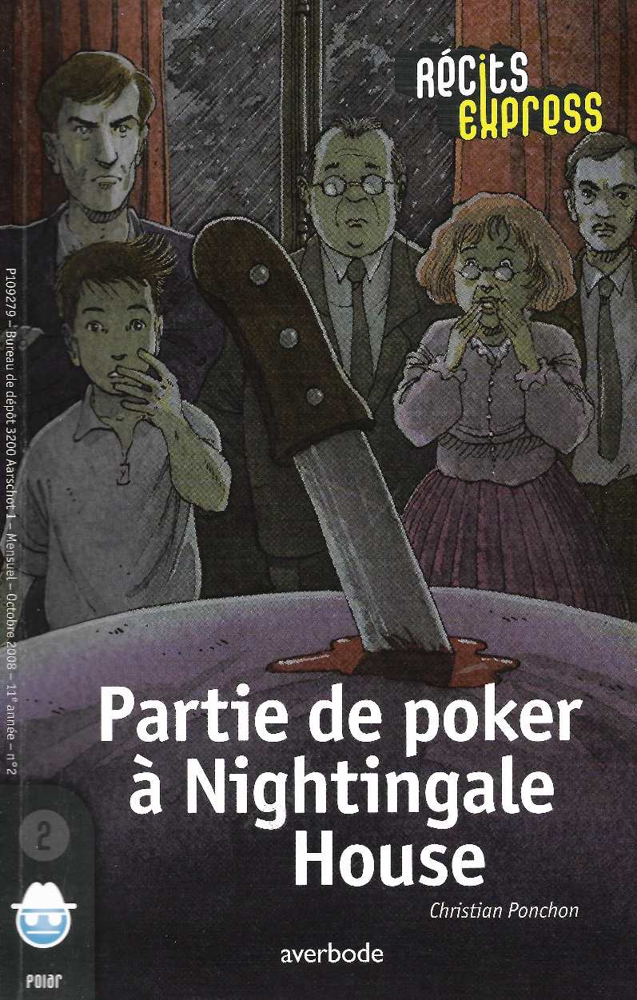 Récits
express
P109279 – Bureau de dépôt 3200 Aarschot 1 – Mensuel – Octobre 2008 – 11e année – n°2
Partie de poker
à Nightingale
House
Christian Ponchon
averbode
2
POLAR